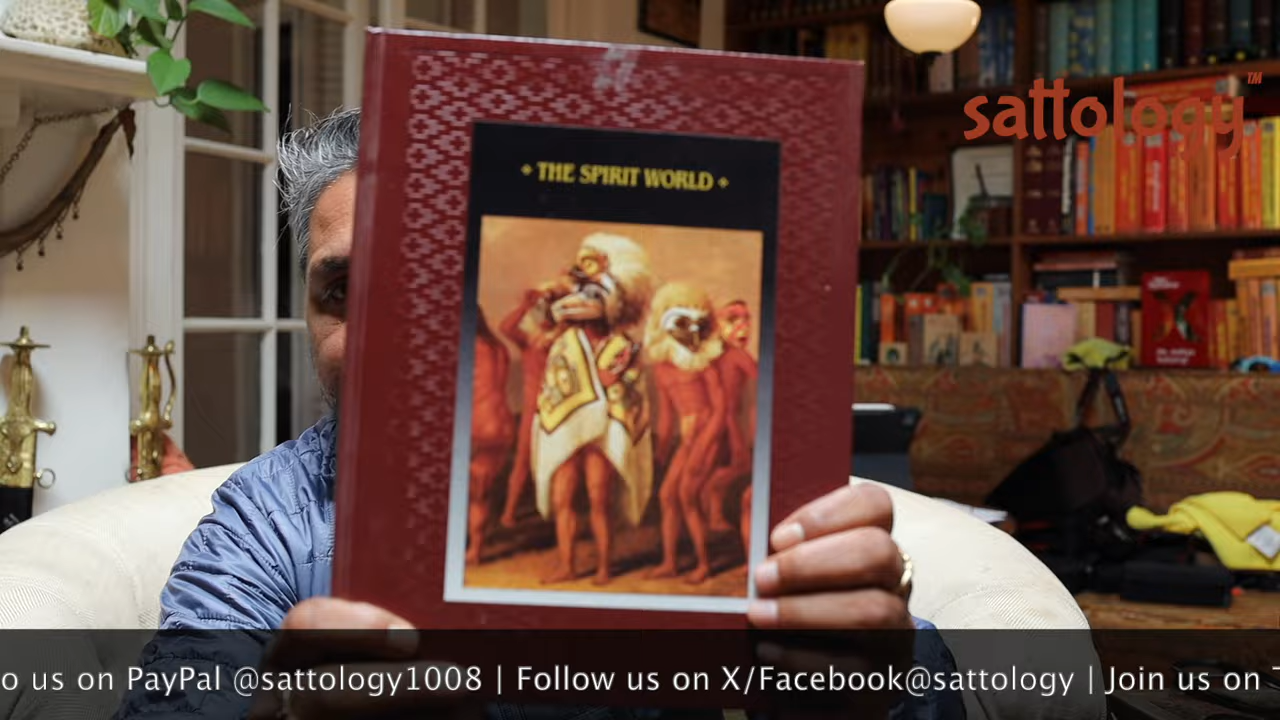 sattology™
THE SPIRIT WORLD
o us on PayPal @sattology1008 | Follow us on X/Facebook@sattology | Join us on